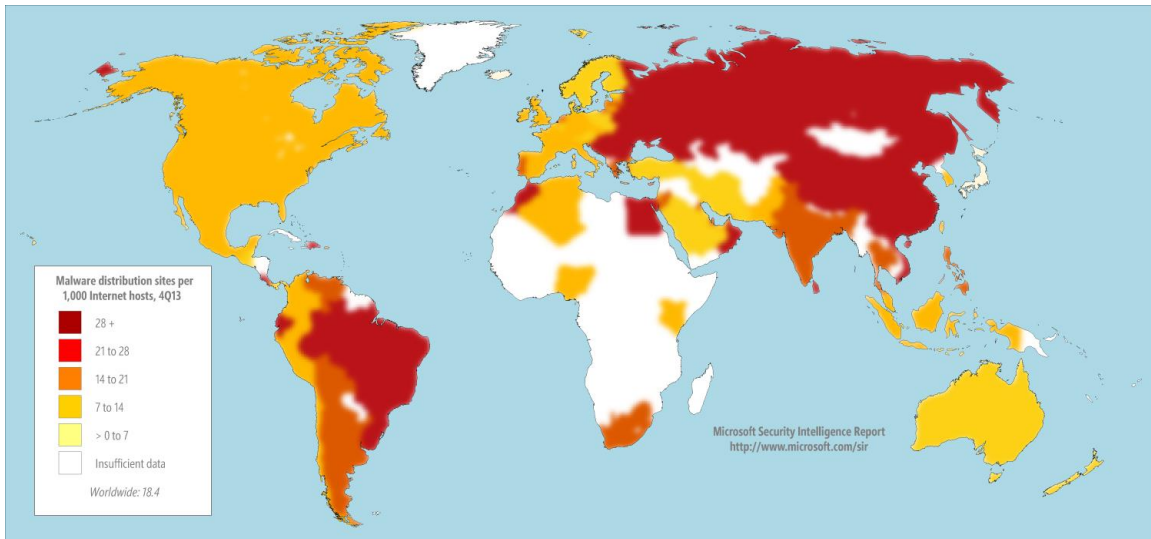 Malware distribution sites per
1,000 Internet hosts, 4Q13
28 +
21 to 28
14 to 21
7 to 14
> 0 to 7
Insufficient data
Worldwide: 18.4
Microsoft Security Intelligence Report
http://www.microsoft.com/sir